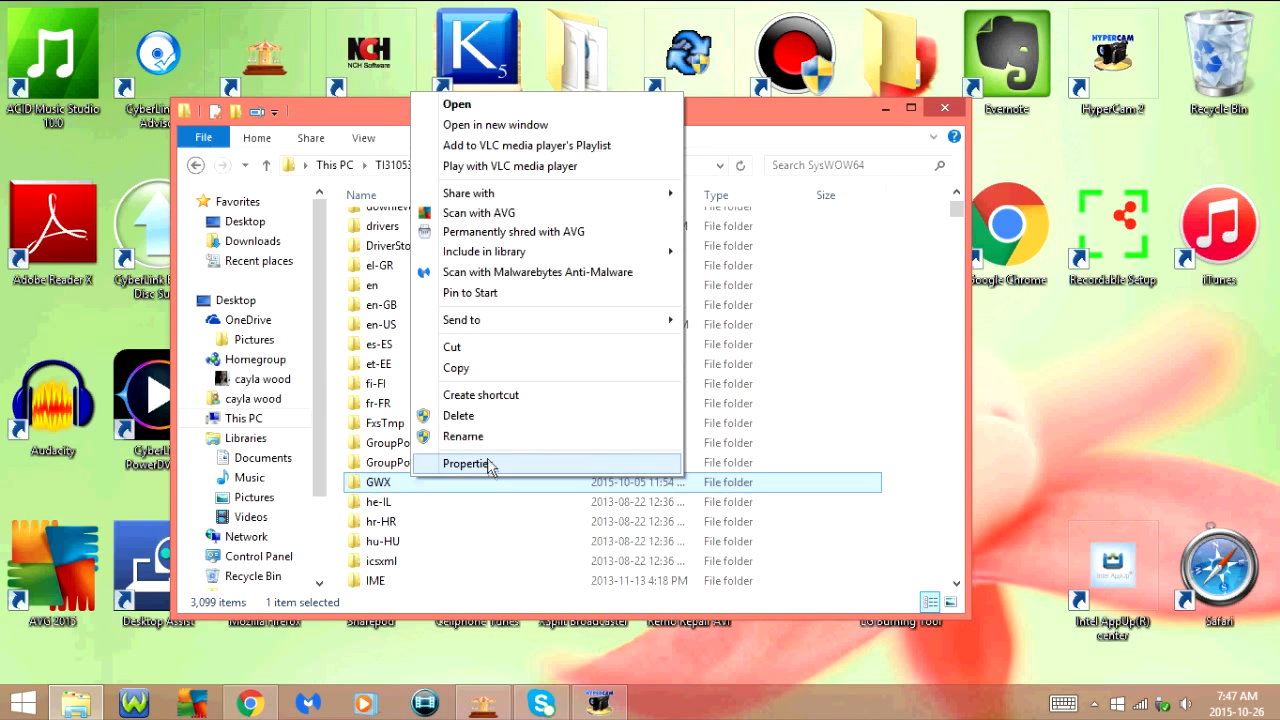 ACID Music Studio
10.0
NCH
NCH Software
K
5
Evernote
HYPERCAM
HyperCam 2
Recycle Bin
File
Home
Share
View
This PC
Search SysWOW64
Open
Open in new window
Add to VLC media player's Playlist
Play with VLC media player
Share with
Scan with AVG
Permanently shred with AVG
Include in library
Scan with Malwarebytes Anti-Malware
Pin to Start
Send to
Cut
Copy
Create shortcut
Delete
Rename
Propertie
Name
Type
Size
drivers
DriverSto
File folder
el-GR
File folder
en
File folder
en-GB
File folder
en-US
File folder
es-ES
File folder
et-EE
File folder
fi-FI
File folder
fr-FR
File folder
FxsTmp
File folder
GroupPo
File folder
GroupPo
File folder
GWX
2015-10-05 11:54 ...
File folder
he-IL
2013-08-22 12:36 ...
File folder
hr-HR
2013-08-22 12:36 ...
File folder
hu-HU
2013-08-22 12:36 ...
File folder
icsxml
2013-08-22 12:36 ...
File folder
IME
2013-11-13 4:18 PM
File folder
Favorites
Desktop
Downloads
Recent places
Desktop
OneDrive
Pictures
Homegroup
cayla wood
cayla wood
This PC
Libraries
Documents
Music
Pictures
Videos
Network
Control Panel
Recycle Bin
3,099 items
1 item selected
Adobe Reader X
Google Chrome
Recordable Setup
iTunes
Audacity
AVG 2015
Desktop Assist
Mozilla Firefox
Intel AppUp
Intel AppUp(R)
center
Safari
HYPERCAM
7:47 AM
2015-10-26